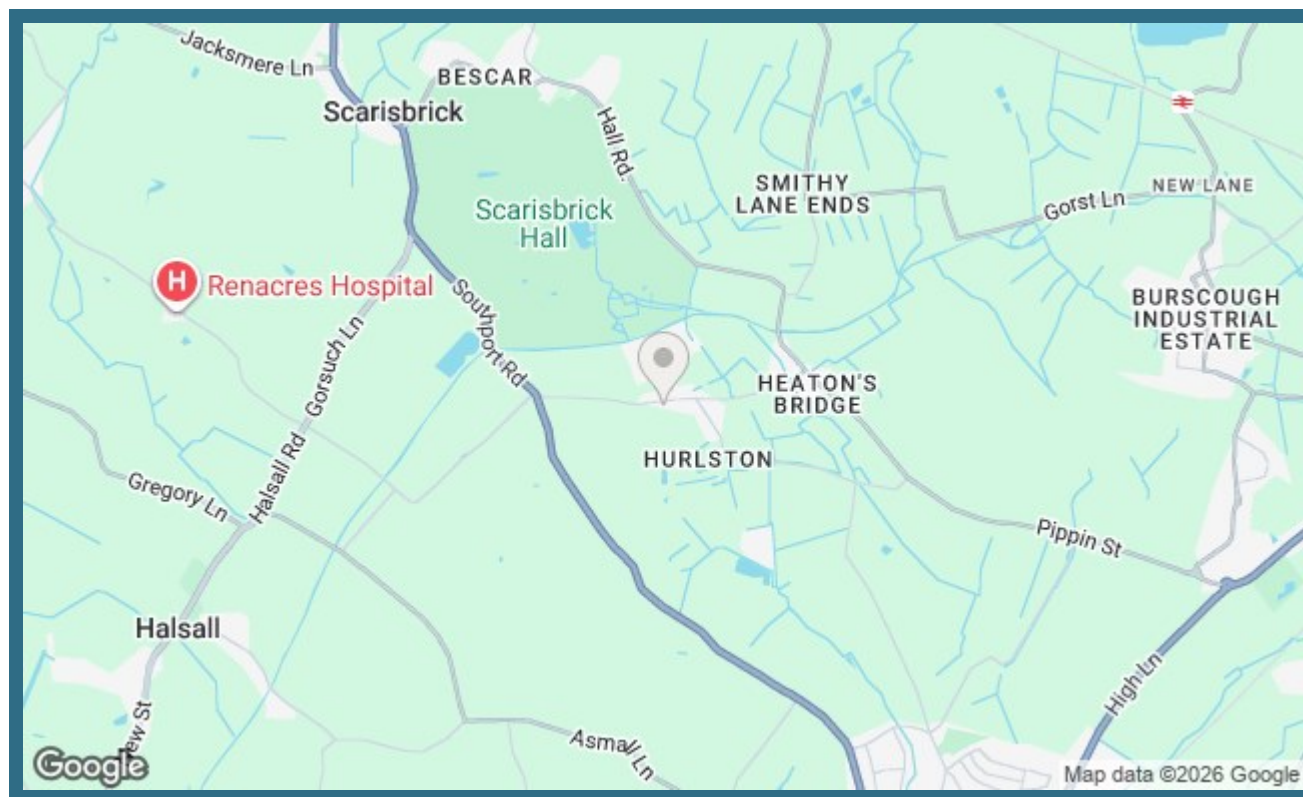 Jacksmere Ln
BESCAR
Scarisbrick
Hall Rd.
SMITHY
LANE ENDS
NEW LANE
Gorst Ln
Scarisbrick
Hall
H
Renacres Hospital
Southport Rd
BURSCOUGH
INDUSTRIAL
ESTATE
Gorsuch Ln
HEATON'S
BRIDGE
Halsall Rd
HURLSTON
Gregory Ln
Pippin St
Halsall
High Ln
Asmall Ln
Google
Map data ©2026 Google